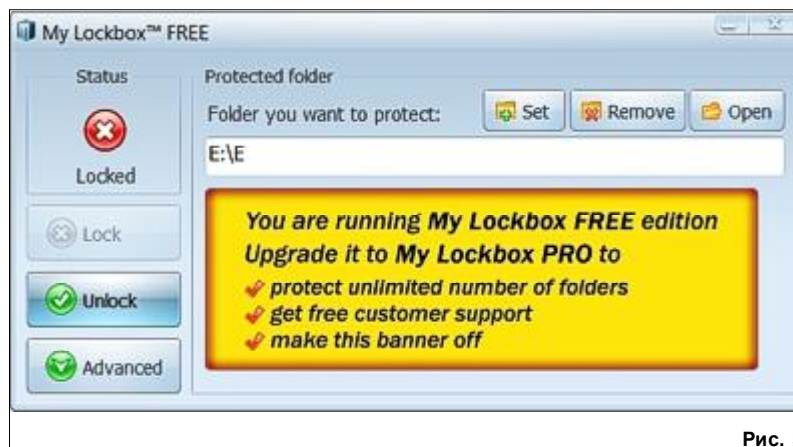 My Lockbox™ FREE
Status
Locked
Lock
Unlock
Advanced
Protected folder
Folder you want to protect:
Set
Remove
Open
E:\E
You are running My Lockbox FREE edition
Upgrade it to My Lockbox PRO to
protect unlimited number of folders
get free customer support
make this banner off
Рис.